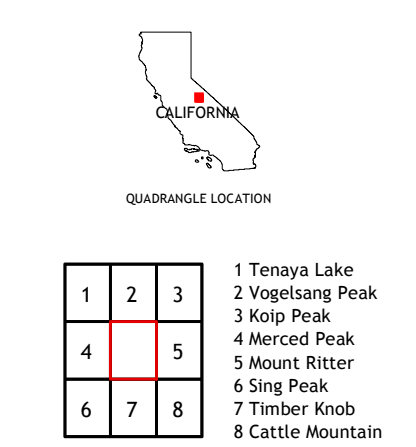 CALIFORNIA
QUADRANGLE LOCATION
1 2 3
4 5
6 7 8
1 Tenaya Lake
2 Vogelsang Peak
3 Koip Peak
4 Merced Peak
5 Mount Ritter
6 Sing Peak
7 Timber Knob
8 Cattle Mountain